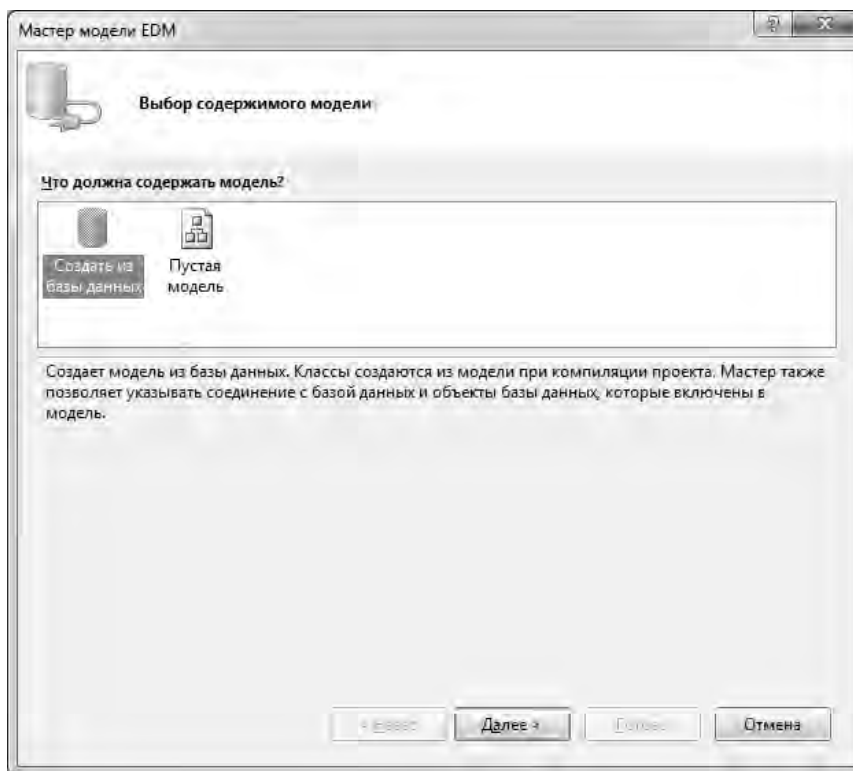 Мастер модели EDM
Выбор содержимого модели
Что должна содержать модель?
Создать из
базы данных
Пустая
модель
Создает модель из базы данных. Классы создаются из модели при компиляции проекта. Мастер также
позволяет указывать соединение с базой данных и объекты базы данных, которые включены в
модель.
< Назад
Далее >
Готово
Отмена